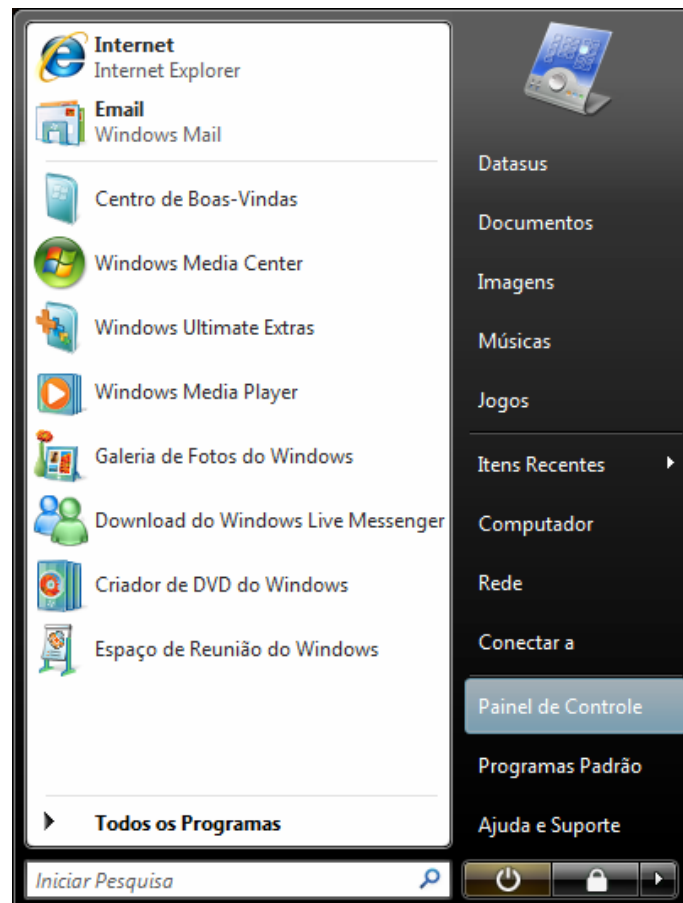 Internet
Internet Explorer
Email
Windows Mail
Centro de Boas-Vindas
Windows Media Center
Windows Ultimate Extras
Windows Media Player
Galeria de Fotos do Windows
Download do Windows Live Messenger
Criador de DVD do Windows
Espaço de Reunião do Windows
Todos os Programas
Iniciar Pesquisa
Datasus
Documentos
Imagens
Músicas
Jogos
Itens Recentes
Computador
Rede
Conectar a
Painel de Controle
Programas Padrão
Ajuda e Suporte